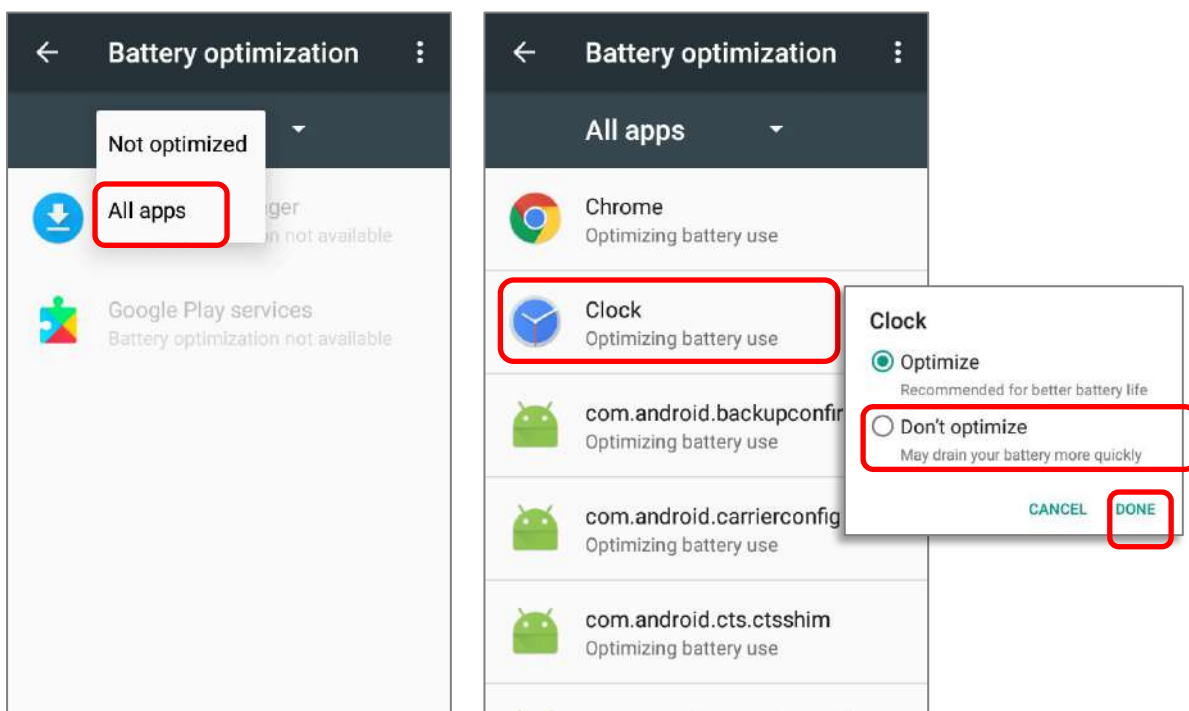 Battery optimization
Not optimized
All apps
ger
n not available
Google Play services
Battery optimization not available
Battery optimization
All apps
Chrome
Optimizing battery use
Clock
Optimizing battery use
com.android.backupconfir
Optimizing battery use
com.android.carrierconfig
Optimizing battery use
com.android.cts.ctsshim
Optimizing battery use
Clock
Optimize
Recommended for better battery life
Don't optimize
May drain your battery more quickly
CANCEL DONE